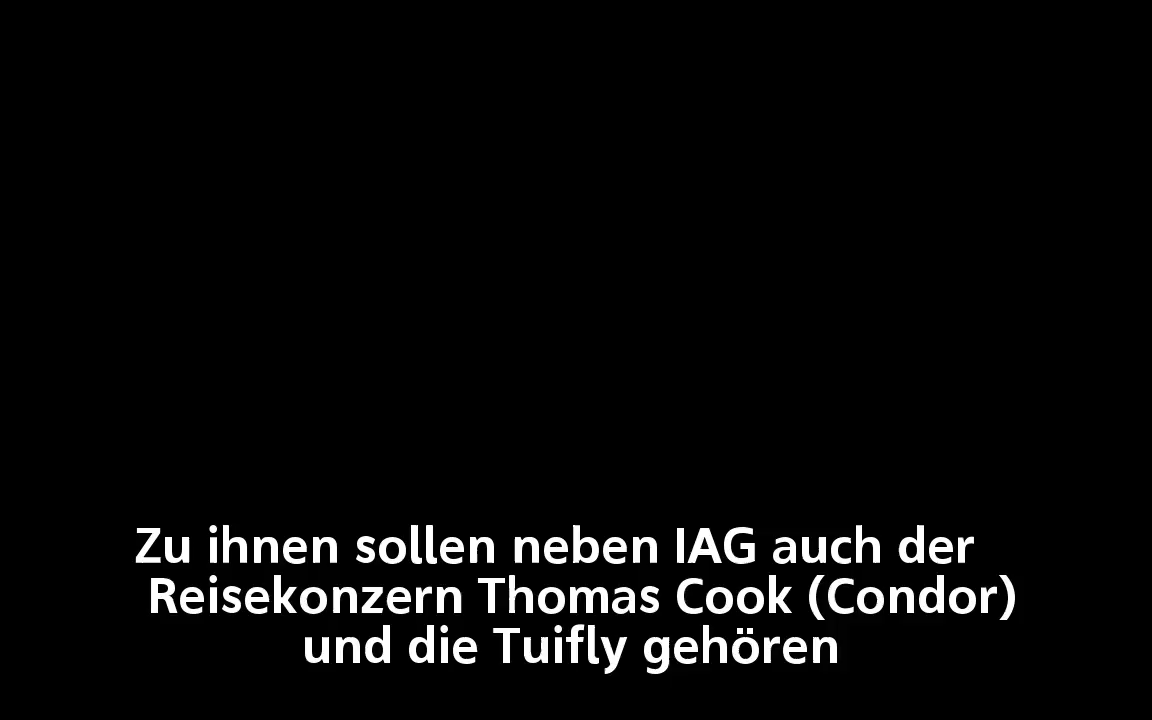 Zu ihnen sollen neben IAG auch der
Reisekonzern Thomas Cook (Condor)
und die Tuifly gehören